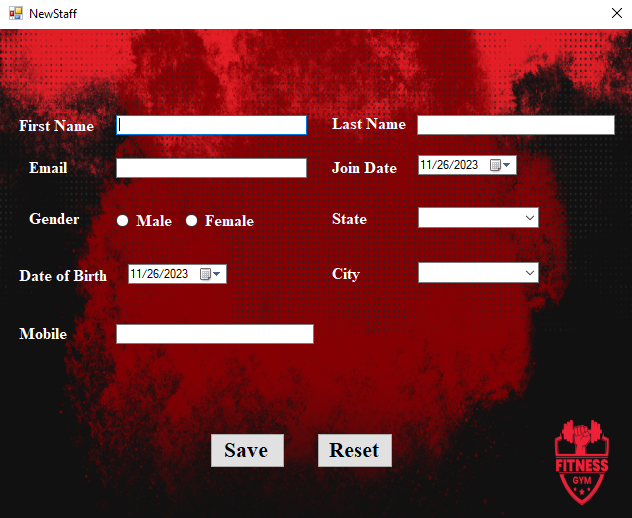 NewStaff
First Name
Last Name
Email
Join Date
11/26/2023
Gender
Male
Female
State
Date of Birth
11/26/2023
City
Mobile
Save
Reset
FITNESS
GYM